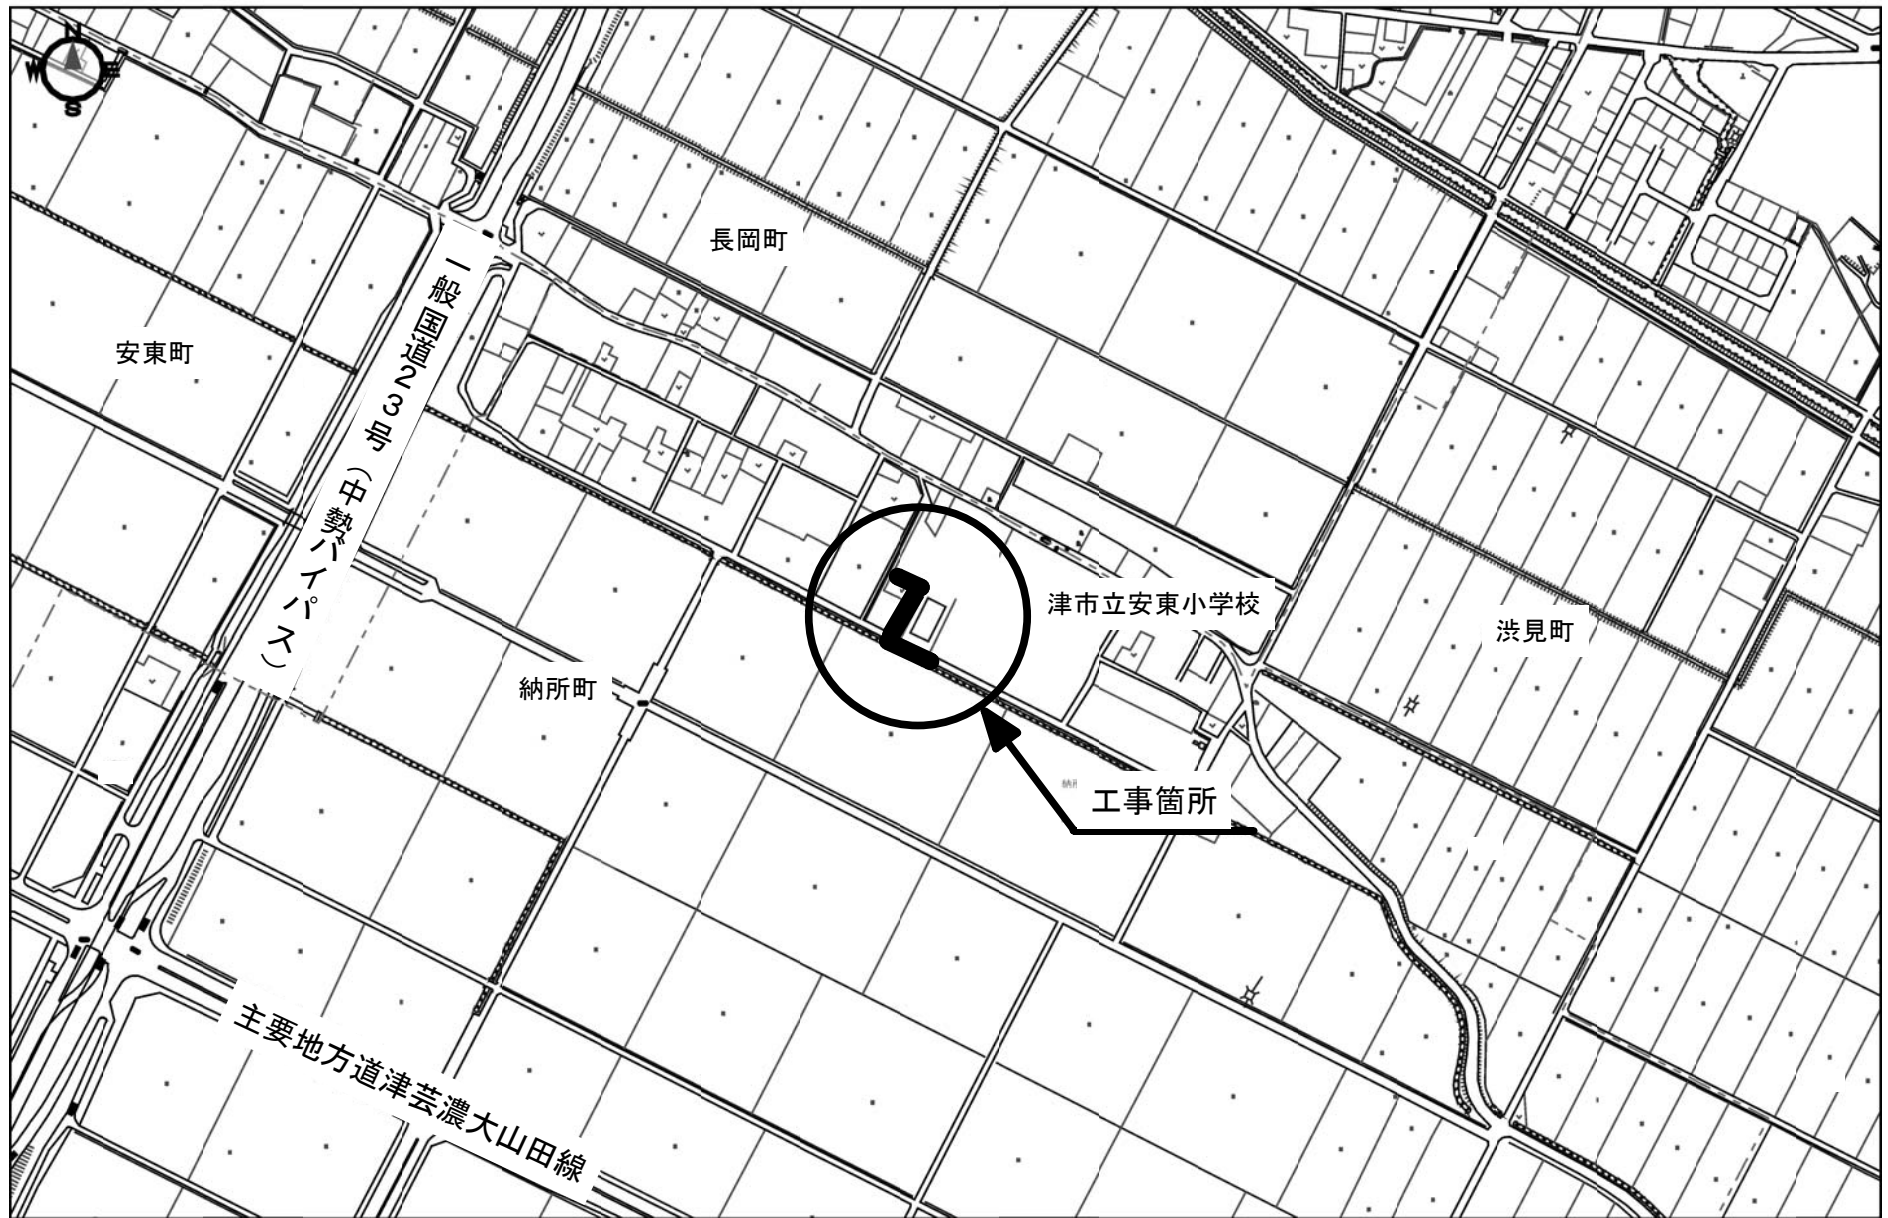 N
W
E
S
長岡町
安東町
一般国道23号（中勢バイパス）
津市立安東小学校
渋見町
納所町
工事箇所
主要地方道津芸濃大山田線